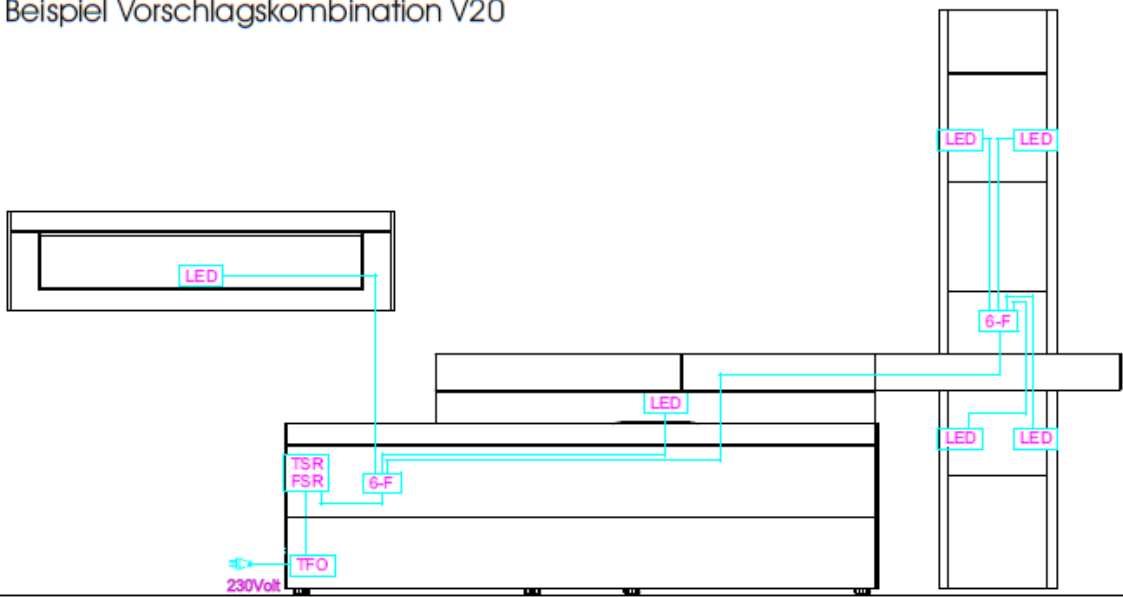 Beispiel Vorschlagskombination V20
LED LED
LED
6-F
LED
LED LED
TSR
FSR
6-F
TFO
230Volt